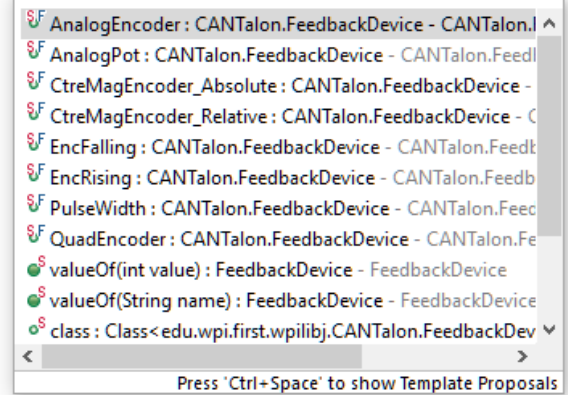 AnalogEncoder : CANTalon.FeedbackDevice - CANTalon.
AnalogPot : CANTalon.FeedbackDevice - CANTalon.Feed
CtreMagEncoder_Absolute : CANTalon.FeedbackDevice -
CtreMagEncoder_Relative : CANTalon.FeedbackDevice -
EncFalling : CANTalon.FeedbackDevice - CANTalon.Feed
EncRising : CANTalon.FeedbackDevice - CANTalon.Feedb
PulseWidth : CANTalon.FeedbackDevice - CANTalon.Feed
QuadEncoder : CANTalon.FeedbackDevice - CANTalon.Fe
valueOf(int value) : FeedbackDevice - FeedbackDevice
valueOf(String name) : FeedbackDevice - FeedbackDevice
class : Class<edu.wpi.first.wpilibj.CANTalon.FeedbackDev
Press 'Ctrl+Space' to show Template Proposals